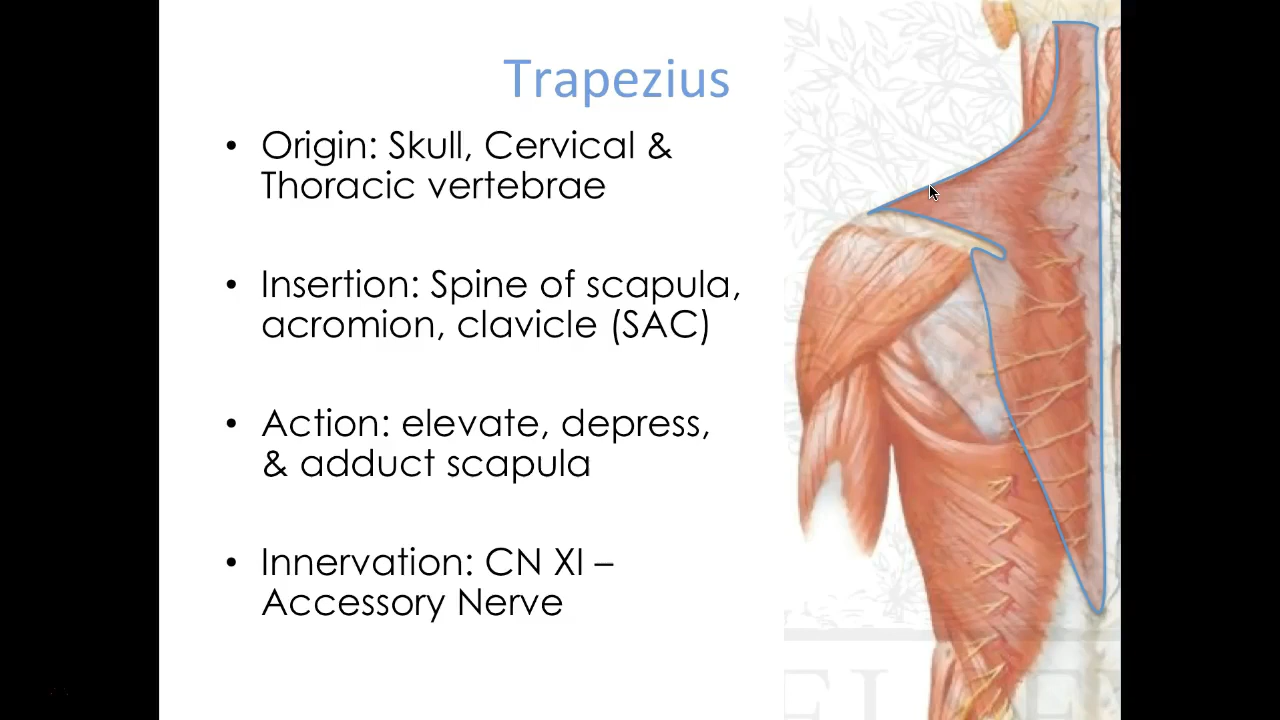 Trapezius
• Origin: Skull, Cervical &
Thoracic vertebrae
• Insertion: Spine of scapula,
acromion, clavicle (SAC)
• Action: elevate, depress,
& adduct scapula
• Innervation: CN XI –
Accessory Nerve